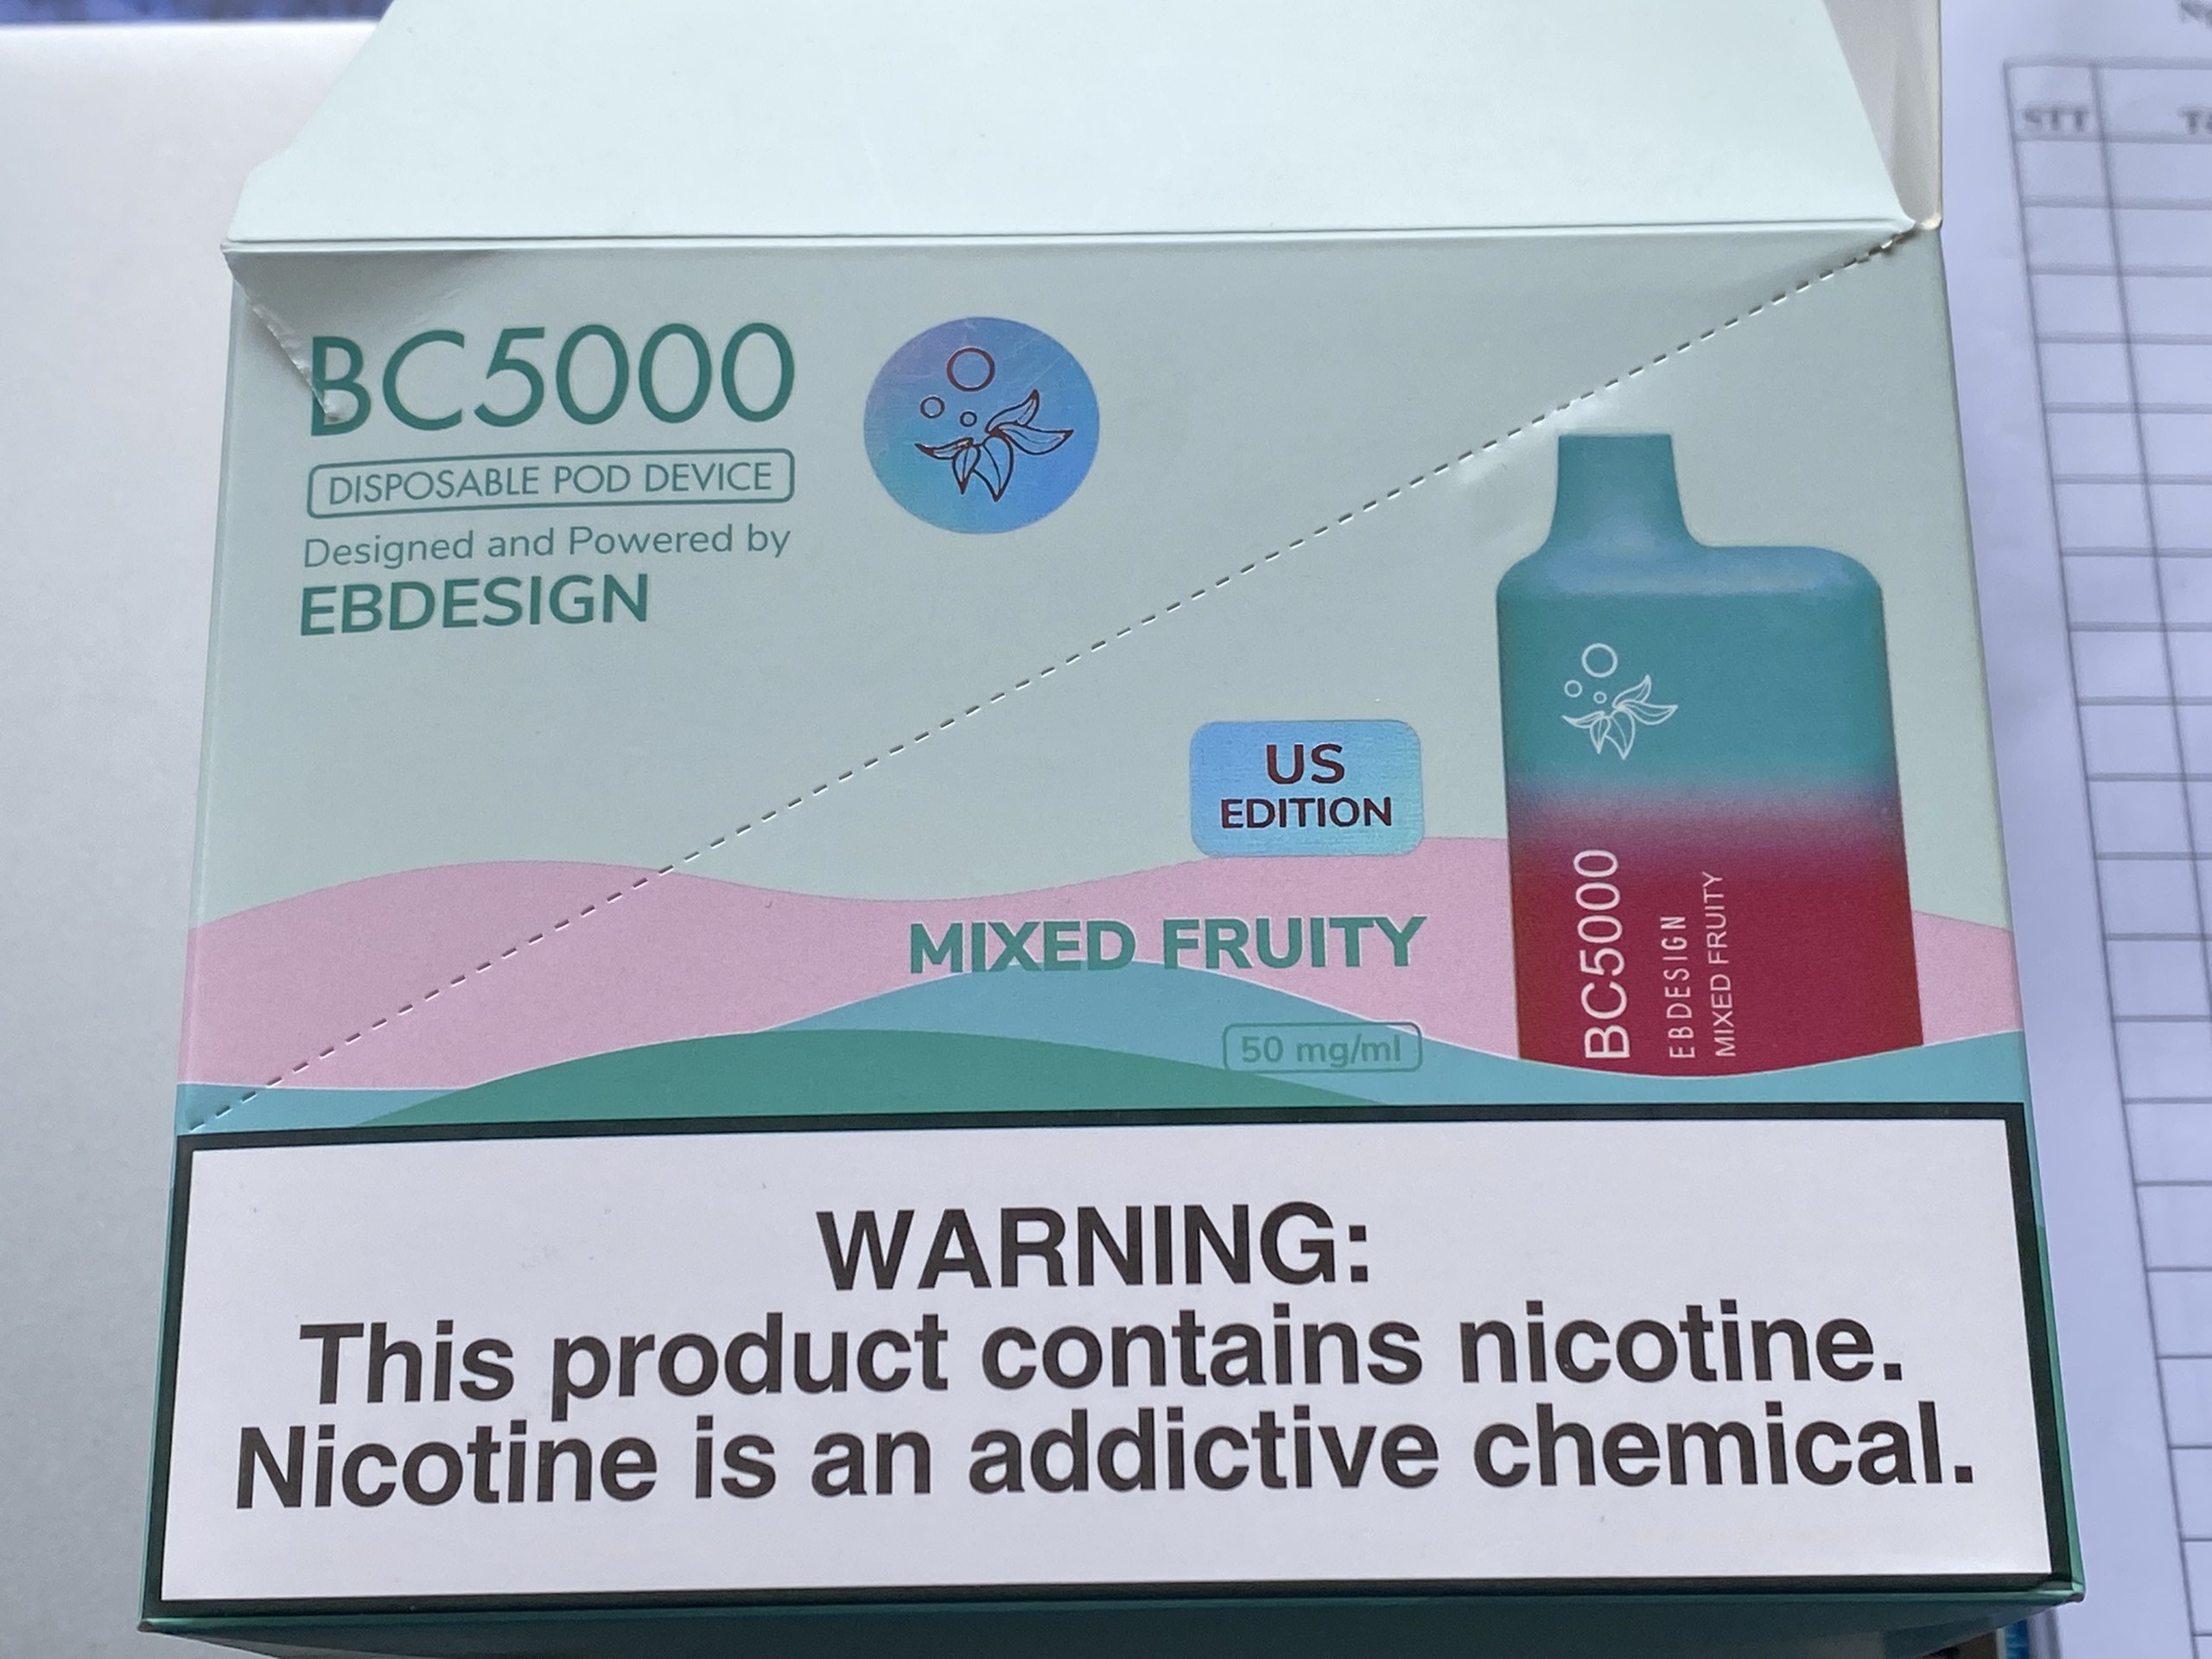 BC5000
DISPOSABLE POD DEVICE
Designed and Powered by
EBDESIGN
US
EDITION
MIXED FRUITY
50 mg/ml
BC5000
EBDESIGN
MIXED FRUITY
WARNING:
This product contains nicotine.
Nicotine is an addictive chemical.
STT